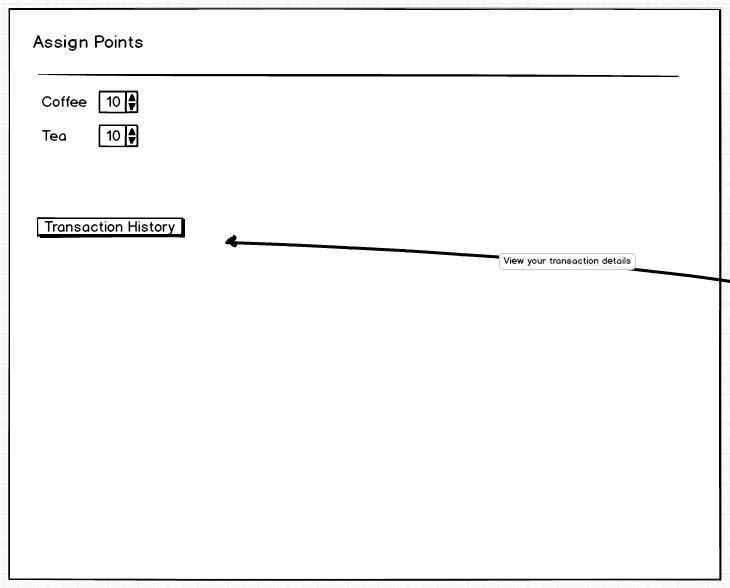 Assign Points
Coffee 10
Tea 10
Transaction History
View your transaction details